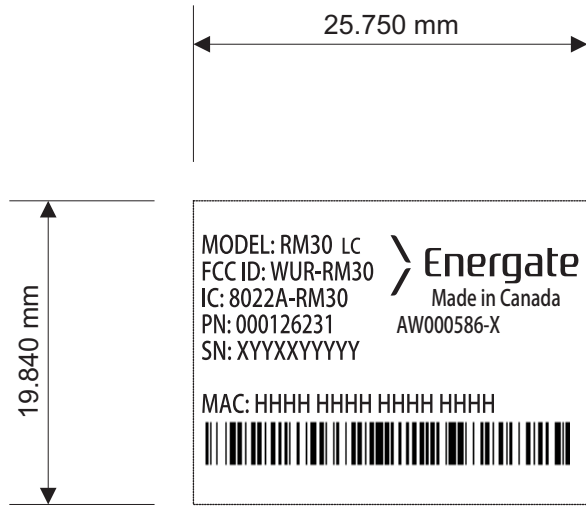 25.750 mm
19.840 mm
MODEL: RM30 LC
FCC ID: WUR-RM30
IC: 8022A-RM30
PN: 000126231
SN: XYYXXYYYYY
Energate
Made in Canada
AW000586-X
MAC: HHHH HHHH HHHH HHHH